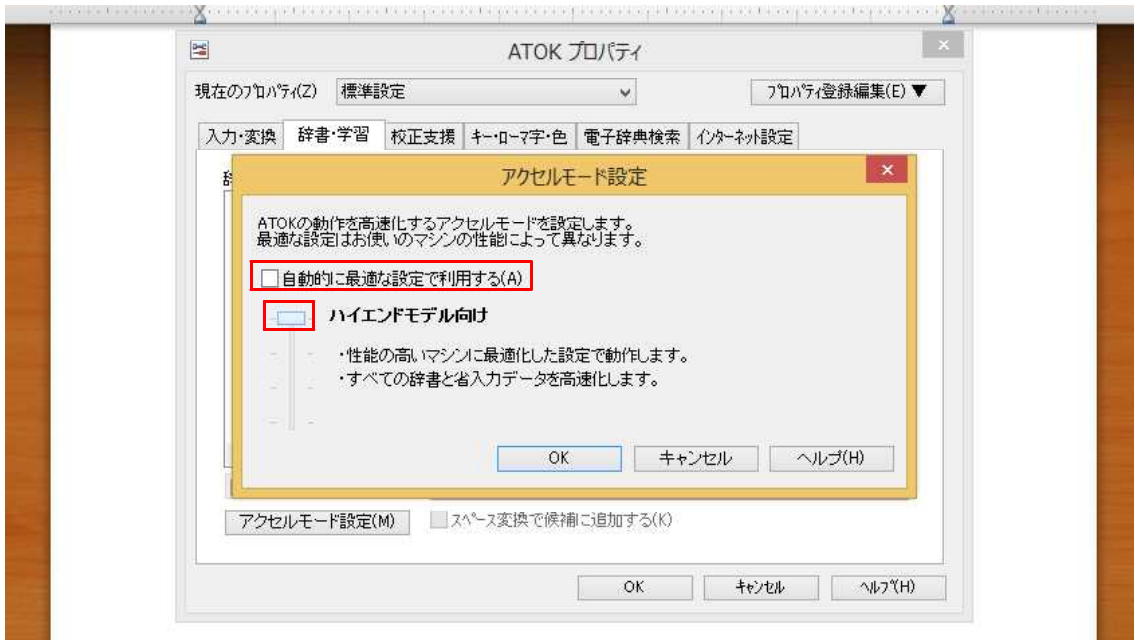 ATOK プロパティ
現在のプロパティ(Z) 標準設定 プロパティ登録編集(E) ▼
入力・変換 辞書・学習 校正支援 キー・ローマ字・色 電子辞典検索 インターネット設定
アクセルモード設定
ATOKの動作を高速化するアクセルモードを設定します。
最適な設定はお使いのマシンの性能によって異なります。
自動的に最適な設定で利用する(A)
ハイエンドモデル向け
・性能の高いマシンに最適化した設定で動作します。
・すべての辞書と省入力データを高速化します。
OK キャンセル ヘルプ(H)
アクセルモード設定(M) スペース変換で候補に追加する(K)
OK キャンセル ヘルプ(H)